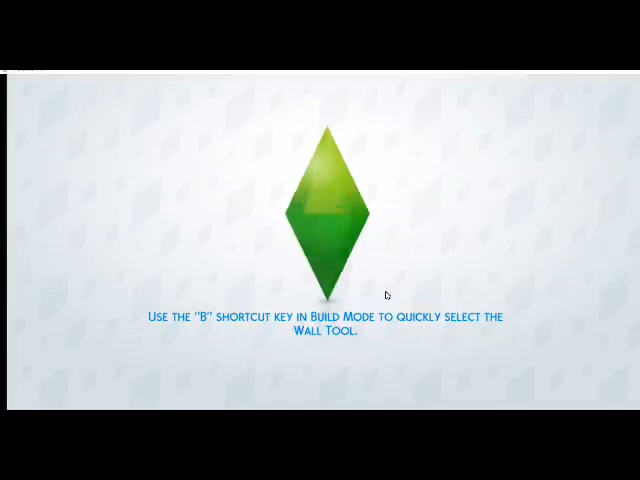 Use the "B" shortcut key in Build Mode to quickly select the
Wall Tool.